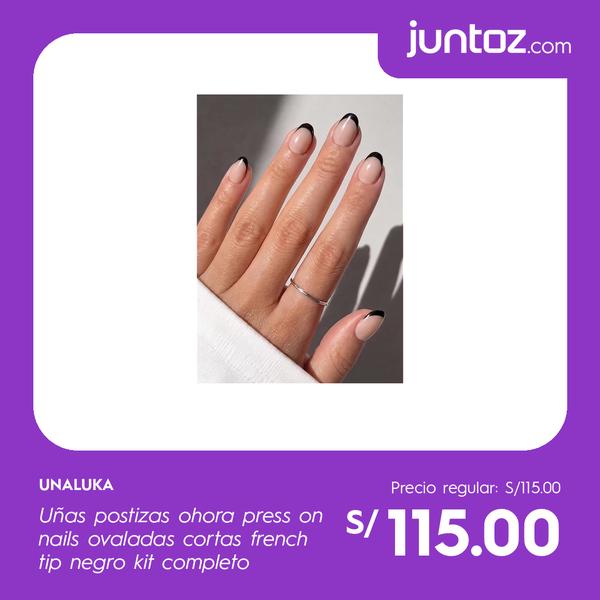 juntoz.com
UNALUKA
Uñas postizas ohora press on
nails ovaladas cortas french
tip negro kit completo
Precio regular: S/115.00
S/ 115.00